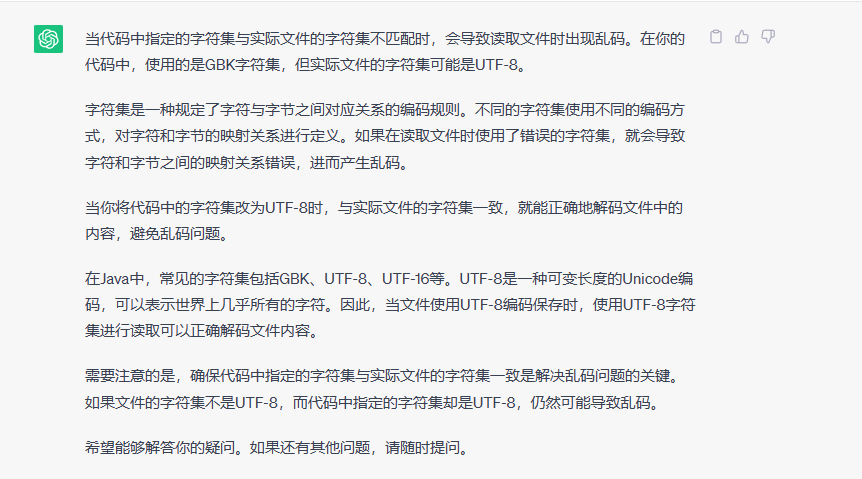 当代码中指定的字符集与实际文件的字符集不匹配时，会导致读取文件时出现乱码。在你的
代码中，使用的是GBK字符集，但实际文件的字符集可能是UTF-8。
字符集是一种规定了字符与字节之间对应关系的编码规则。不同的字符集使用不同的编码方
式，对字符和字节的映射关系进行定义。如果在读取文件时使用了错误的字符集，就会导致
字符和字节之间的映射关系错误，进而产生乱码。
当你将代码中的字符集改为UTF-8时，与实际文件的字符集一致，就能正确地解码文件中的
内容，避免乱码问题。
在Java中，常见的字符集包括GBK、UTF-8、UTF-16等。UTF-8是一种可变长度的Unicode编
码，可以表示世界上几乎所有的字符。因此，当文件使用UTF-8编码保存时，使用UTF-8字符
集进行读取可以正确解码文件内容。
需要注意的是，确保代码中指定的字符集与实际文件的字符集一致是解决乱码问题的关键。
如果文件的字符集不是UTF-8，而代码中指定的字符集却是UTF-8，仍然可能导致乱码。
希望能够解答你的疑问。如果还有其他问题，请随时提问。